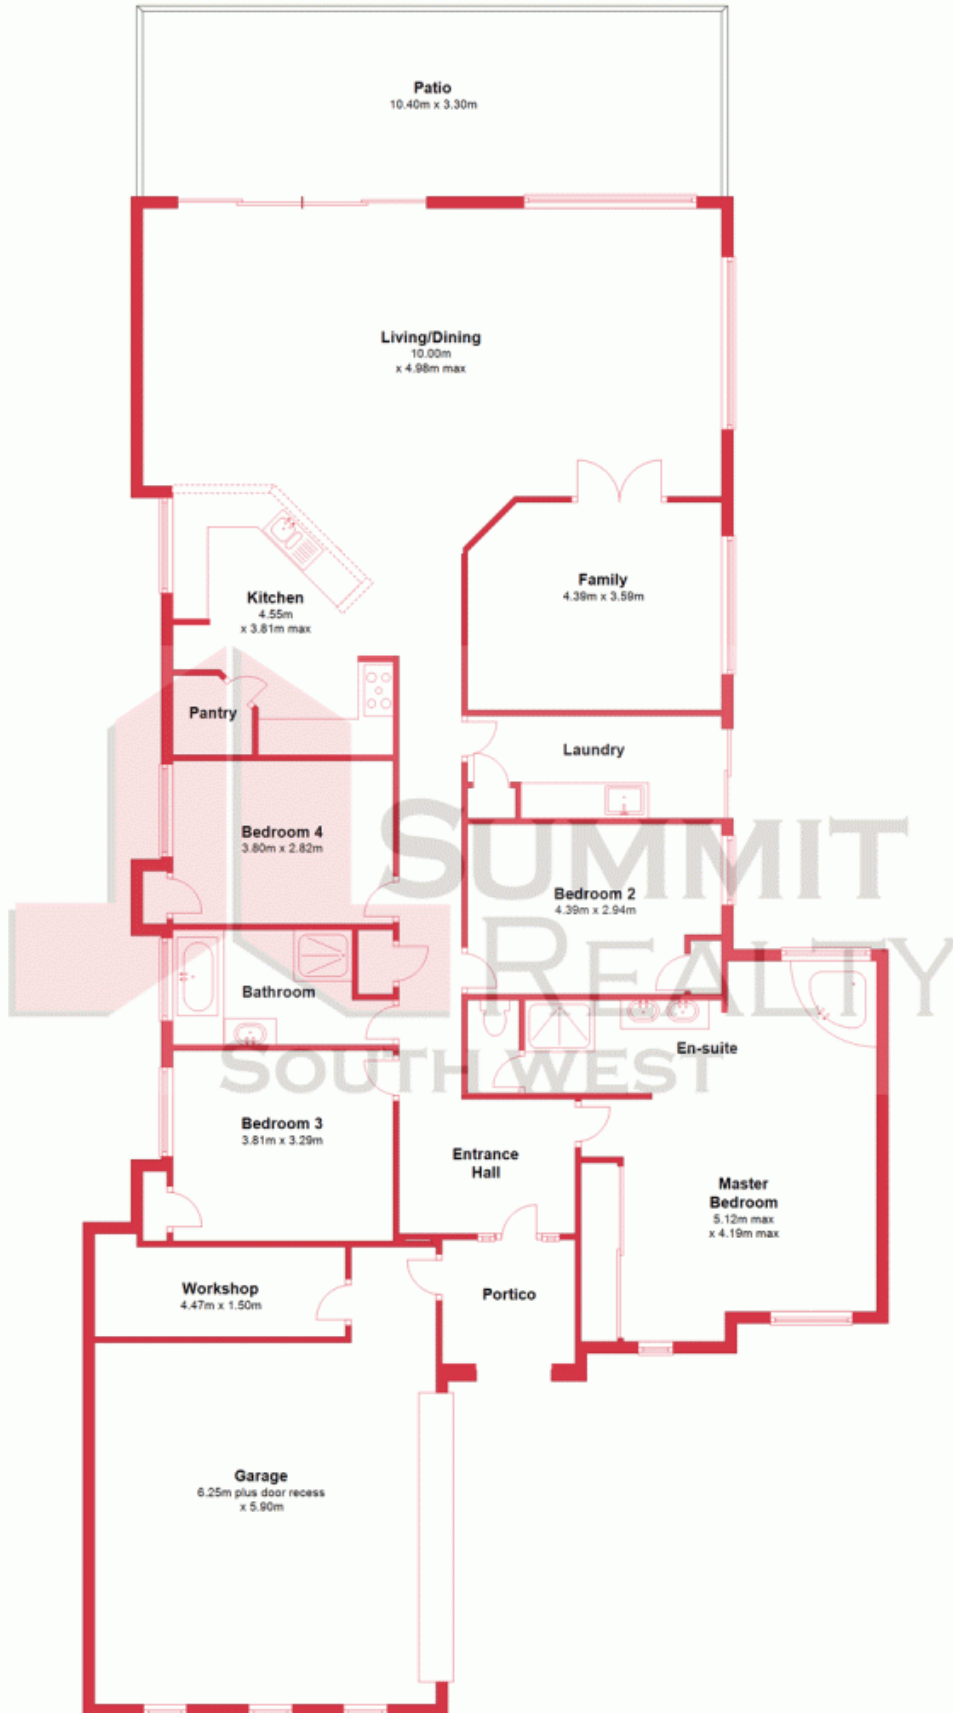 Patio
10.40m x 3.30m
Living/Dining
10.00m
x 4.98m max
Kitchen
4.55m
x 3.81m max
Family
4.39m x 3.59m
Pantry
Laundry
Bedroom 4
3.80m x 2.82m
SUMMIT
Bedroom 2
4.39m x 2.94m
REALTY
Bathroom
En-suite
SOUTH WEST
Bedroom 3
3.81m x 3.29m
Entrance
Hall
Master
Bedroom
5.12m max
x 4.19m max
Workshop
4.47m x 1.50m
Portico
Garage
6.25m plus door recess
x 5.90m